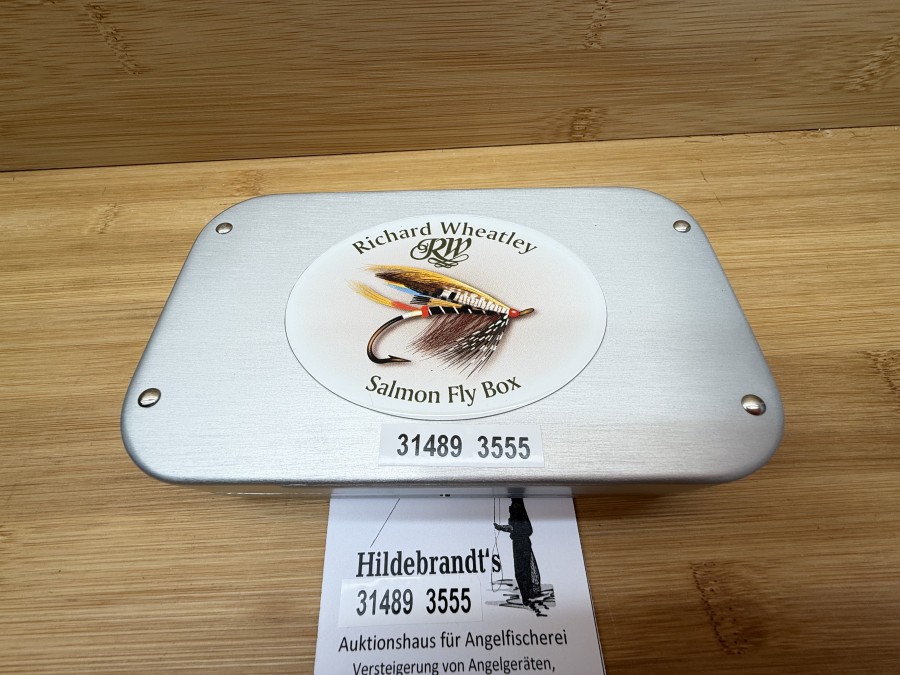 Richard Wheatley
RW
Salmon Fly Box
31489 3555
Hildebrandt's
31489 3555
Auktionshaus für Angelfischerei
Versteigerung von Angelgeräten,